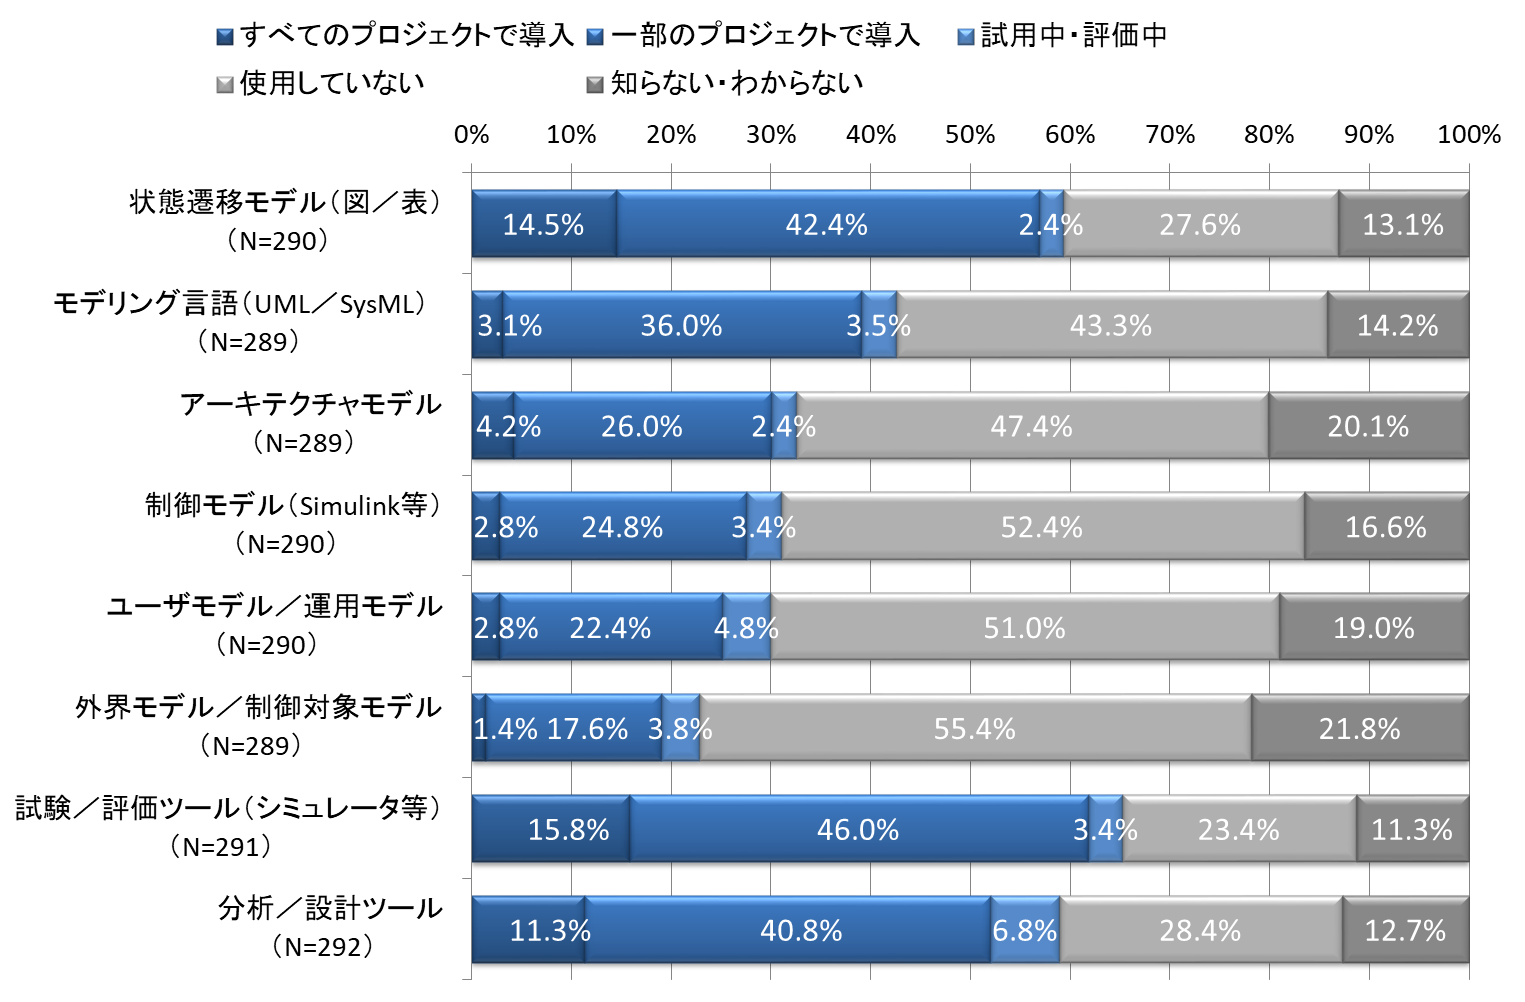 すべてのプロジェクトで導入 一部のプロジェクトで導入 試用中・評価中
使用していない 知らない・わからない
0% 10% 20% 30% 40% 50% 60% 70% 80% 90% 100%
状態遷移モデル（図／表）
（N=290）
14.5% 42.4% 2.4% 27.6% 13.1%
モデリング言語（UML／SysML）
（N=289）
3.1% 36.0% 3.5% 43.3% 14.2%
アーキテクチャモデル
（N=289）
4.2% 26.0% 2.4% 47.4% 20.1%
制御モデル（Simulink等）
（N=290）
2.8% 24.8% 3.4% 52.4% 16.6%
ユーザモデル／運用モデル
（N=290）
2.8% 22.4% 4.8% 51.0% 19.0%
外界モデル／制御対象モデル
（N=289）
1.4% 17.6% 3.8% 55.4% 21.8%
試験／評価ツール（シミュレータ等）
（N=291）
15.8% 46.0% 3.4% 23.4% 11.3%
分析／設計ツール
（N=292）
11.3% 40.8% 6.8% 28.4% 12.7%